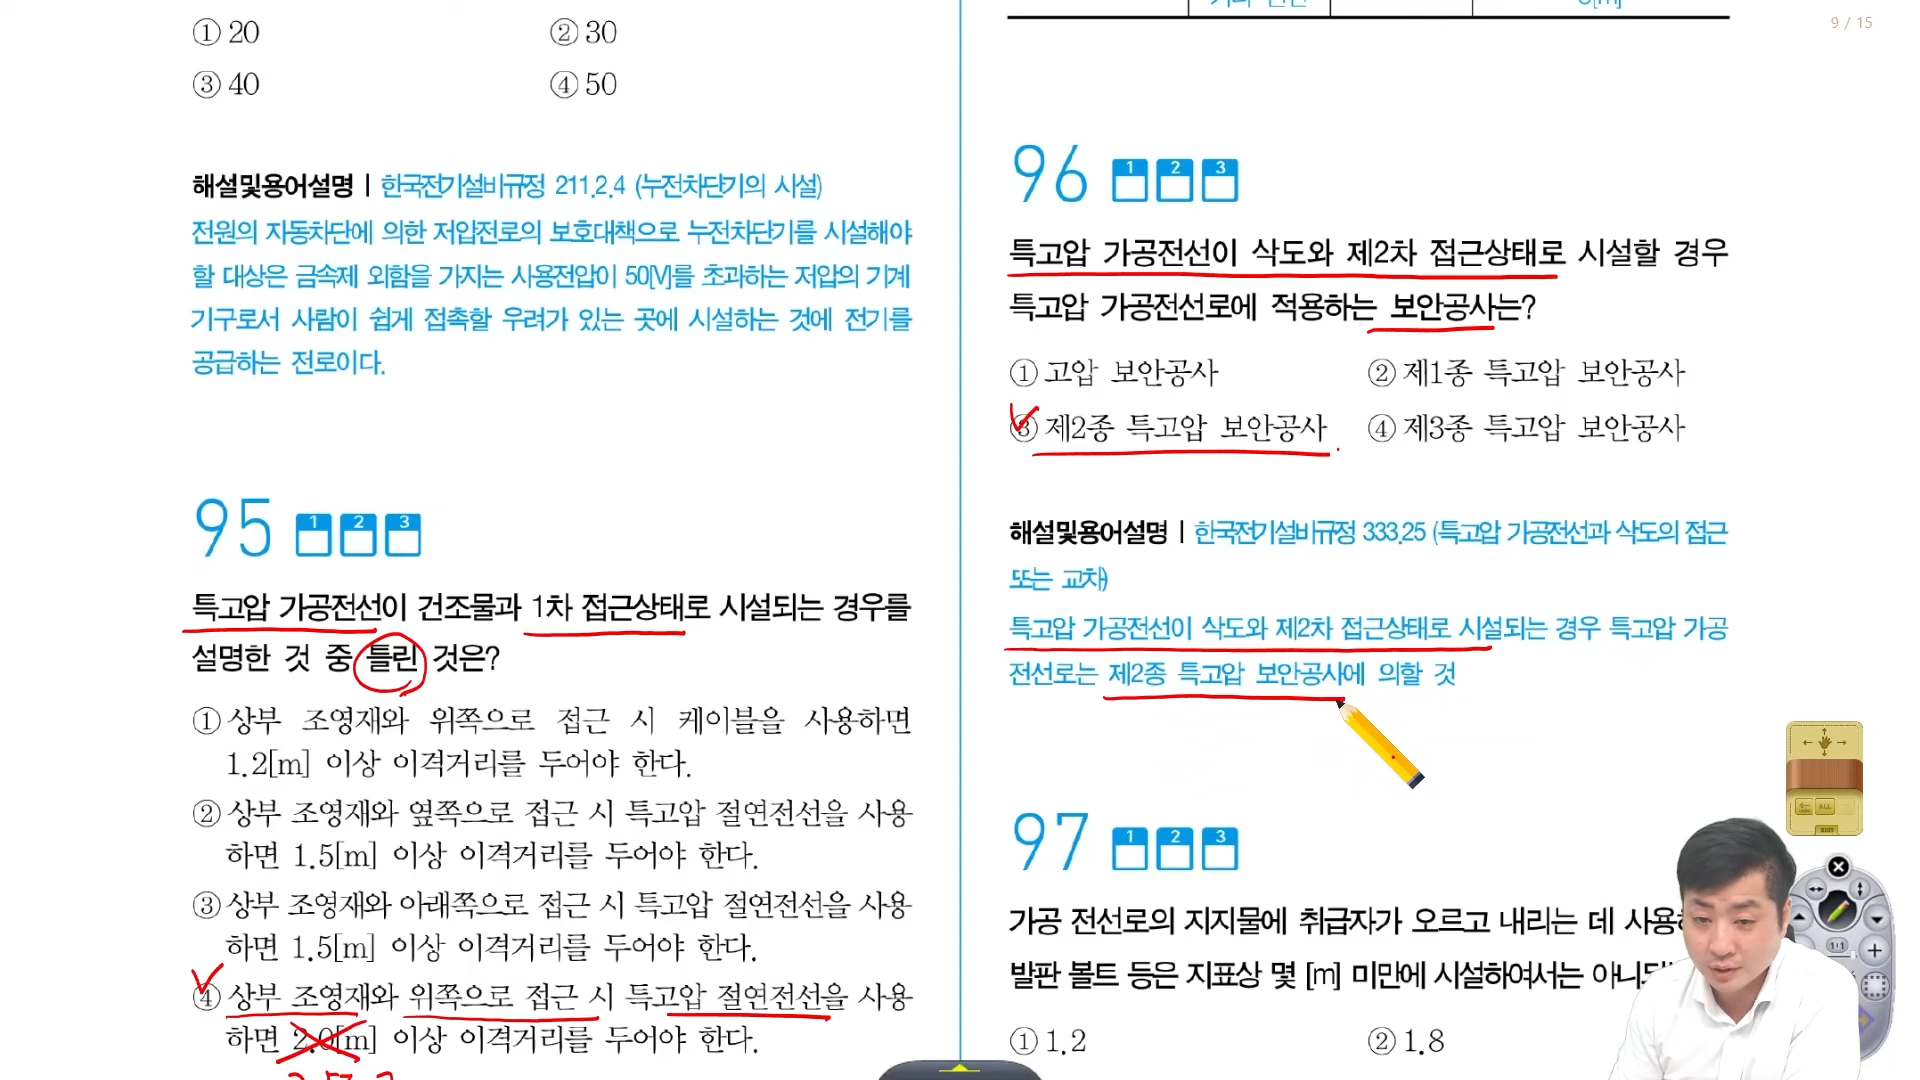 ① 20 ② 30
③ 40 ④ 50
해설및용어설명 | 한국전기설비규정 211.2.4 (누전차단기의 시설)
전원의 자동차단에 의한 저압전로의 보호대책으로 누전차단기를 시설해야
할 대상은 금속제 외함을 가지는 사용전압이 50[V]를 초과하는 저압의 기계
기구로서 사람이 쉽게 접촉할 우려가 있는 곳에 시설하는 것에 전기를
공급하는 전로이다.
95 1 2 3
특고압 가공전선이 건조물과 1차 접근상태로 시설되는 경우를
설명한 것 중 틀린 것은?
① 상부 조영재와 위쪽으로 접근 시 케이블을 사용하면
1.2[m] 이상 이격거리를 두어야 한다.
② 상부 조영재와 옆쪽으로 접근 시 특고압 절연전선을 사용
하면 1.5[m] 이상 이격거리를 두어야 한다.
③ 상부 조영재와 아래쪽으로 접근 시 특고압 절연전선을 사용
하면 1.5[m] 이상 이격거리를 두어야 한다.
④ 상부 조영재와 위쪽으로 접근 시 특고압 절연전선을 사용
하면 2.0[m] 이상 이격거리를 두어야 한다.
9 / 15
96 1 2 3
특고압 가공전선이 삭도와 제2차 접근상태로 시설할 경우
특고압 가공전선로에 적용하는 보안공사는?
① 고압 보안공사 ② 제1종 특고압 보안공사
③ 제2종 특고압 보안공사 ④ 제3종 특고압 보안공사
해설및용어설명 | 한국전기설비규정 333.25 (특고압 가공전선과 삭도의 접근
또는 교차)
특고압 가공전선이 삭도와 제2차 접근상태로 시설되는 경우 특고압 가공
전선로는 제2종 특고압 보안공사에 의할 것
97 1 2 3
가공 전선로의 지지물에 취급자가 오르고 내리는 데
발판 볼트 등은 지표상 몇 [m] 미만에 시설하여서는
① 1.2 ② 1.8
ALL
EXIT
1:1